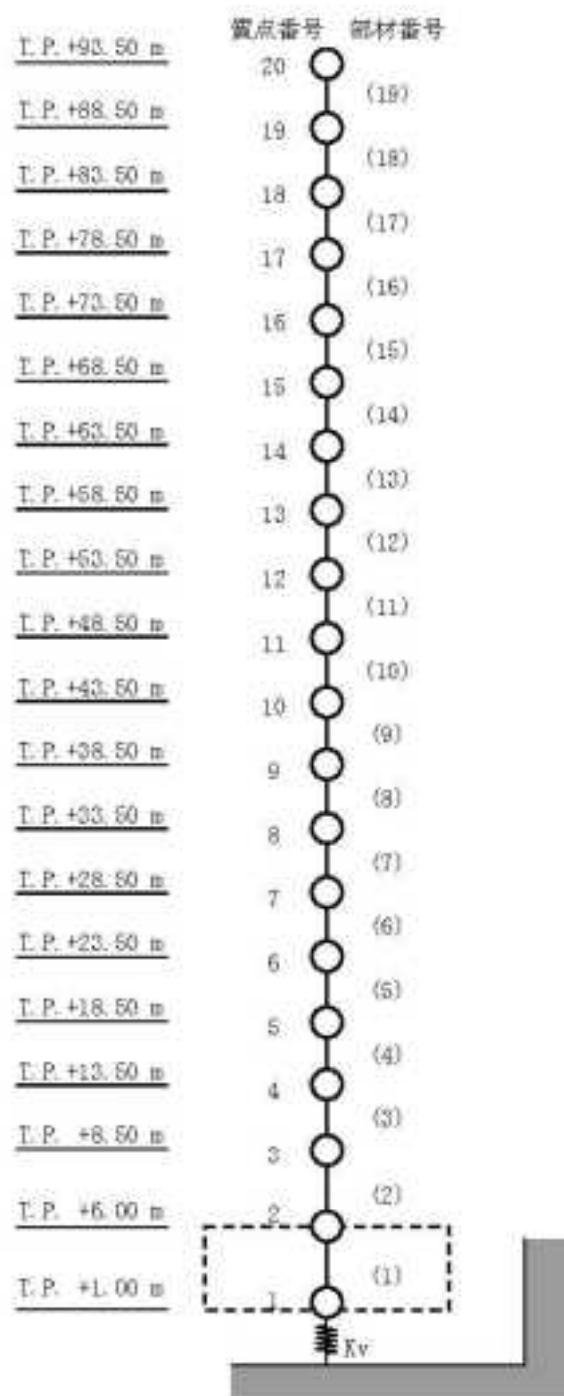 質点番号 部材番号
T.P.+93.50 m 20
(19)
T.P.+88.50 m 19
(18)
T.P.+83.50 m 18
(17)
T.P.+78.50 m 17
(16)
T.P.+73.50 m 16
(15)
T.P.+68.50 m 15
(14)
T.P.+63.50 m 14
(13)
T.P.+58.50 m 13
(12)
T.P.+53.50 m 12
(11)
T.P.+48.50 m 11
(10)
T.P.+43.50 m 10
(9)
T.P.+38.50 m 9
(8)
T.P.+33.50 m 8
(7)
T.P.+28.50 m 7
(6)
T.P.+23.50 m 6
(5)
T.P.+18.50 m 5
(4)
T.P.+13.50 m 4
(3)
T.P. +8.50 m 3
(2)
T.P. +6.00 m 2
(1)
T.P. +1.00 m 1
Kv